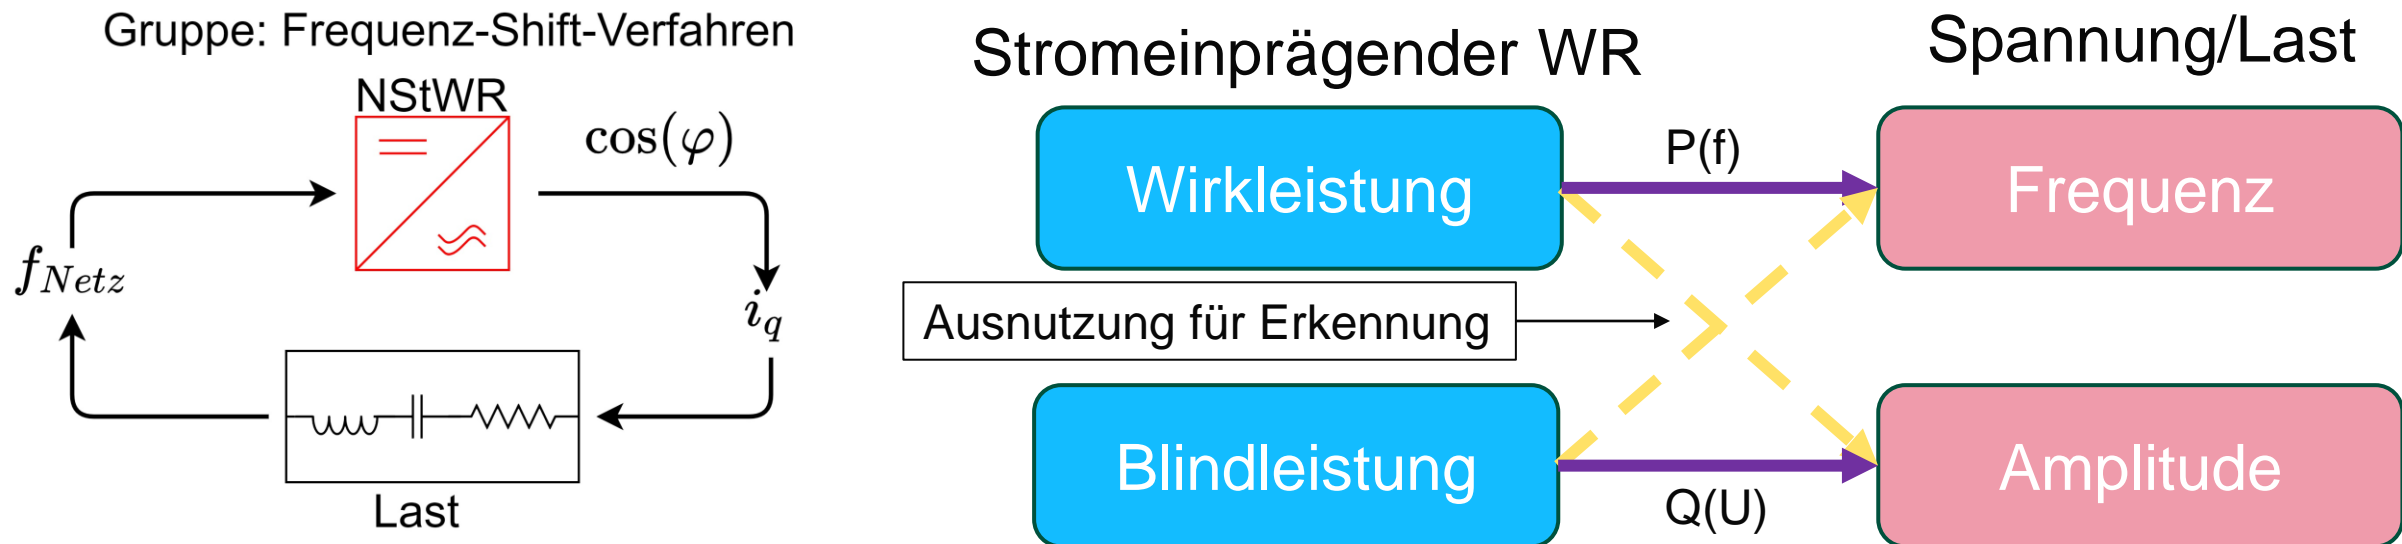 Gruppe: Frequenz-Shift-Verfahren
NStWR
cos(φ)
f_Netz
i_q
Last
Stromeinprägender WR
Spannung/Last
Wirkleistung
P(f)
Frequenz
Ausnutzung für Erkennung
Blindleistung
Q(U)
Amplitude